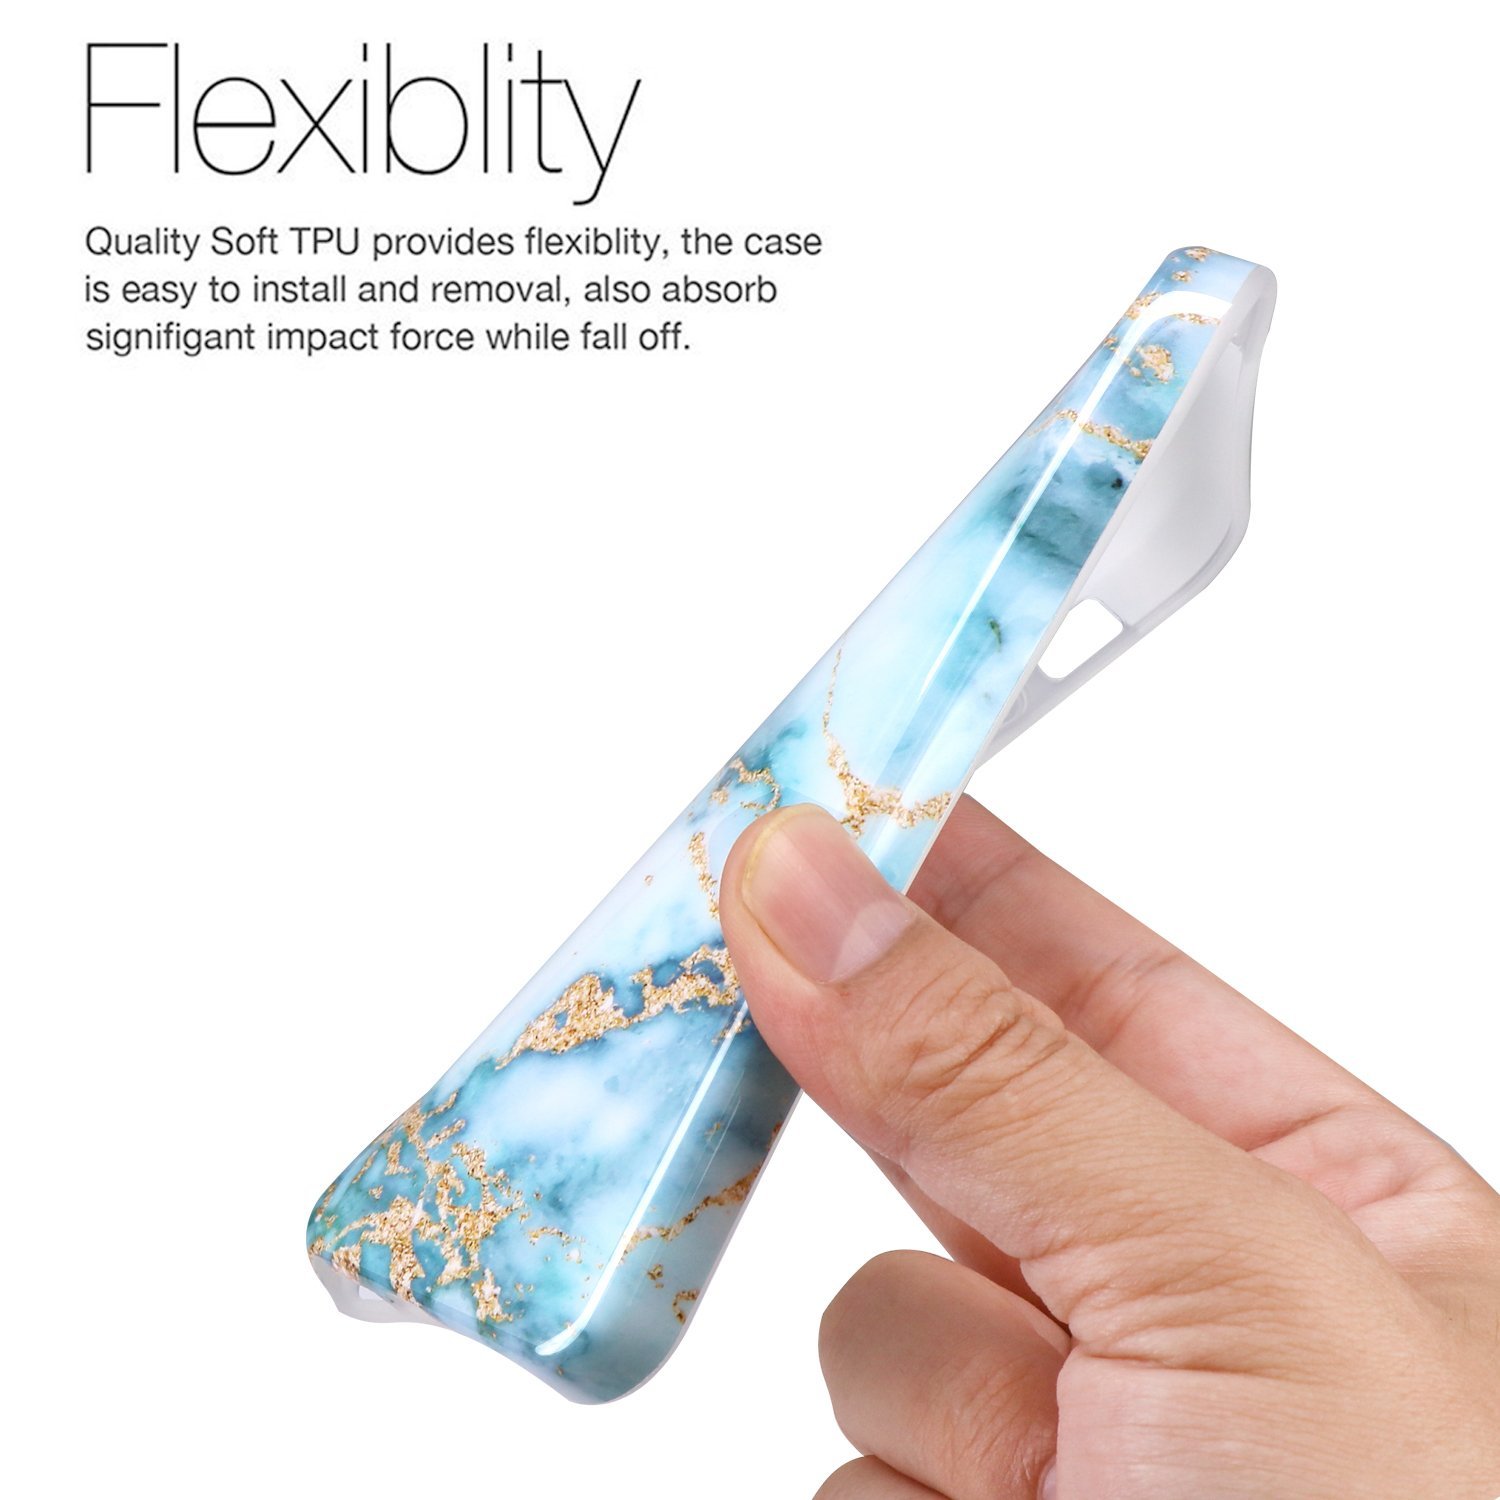 Flexiblity
Quality Soft TPU provides flexiblity, the case
is easy to install and removal, also absorb
signifigant impact force while fall off.